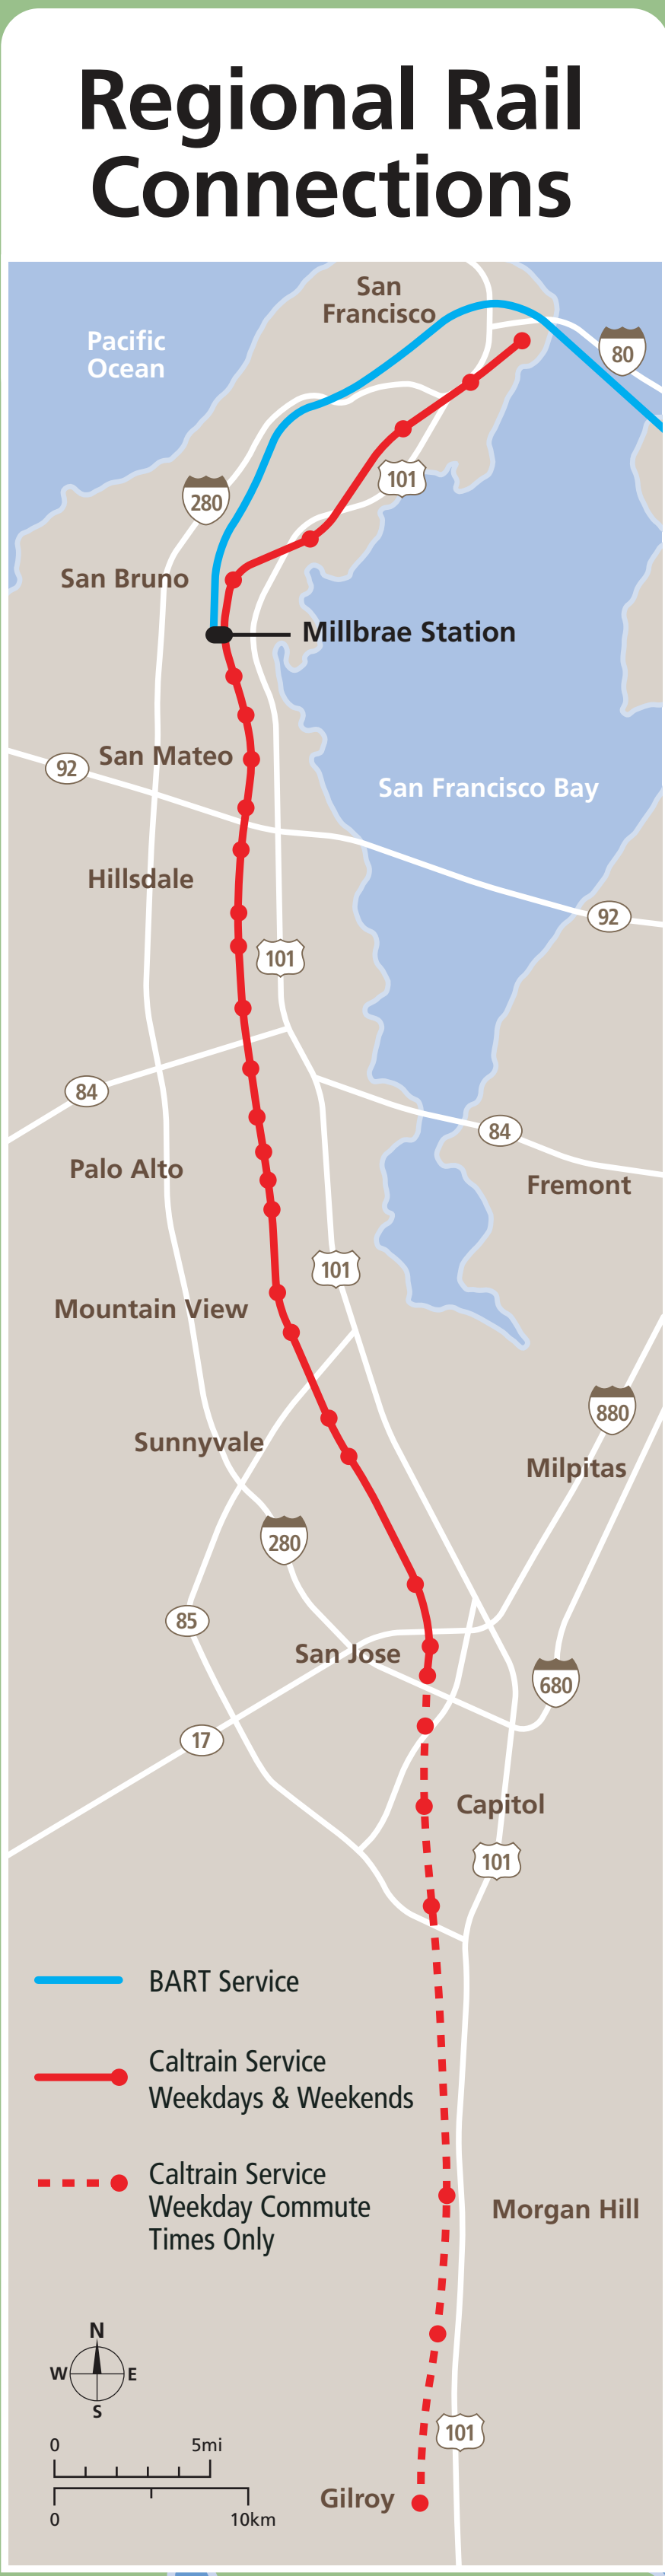 Regional Rail
Connections
San
Francisco
Pacific
Ocean
80
101
280
San Bruno
Millbrae Station
San Mateo
92
San Francisco Bay
Hillsdale
92
101
84
84
Palo Alto
Fremont
101
Mountain View
880
Sunnyvale
Milpitas
280
85
San Jose
680
17
Capitol
101
BART Service
Caltrain Service
Weekdays & Weekends
Caltrain Service
Weekday Commute
Times Only
Morgan Hill
N
W E
S
101
0 5mi
Gilroy
0 10km